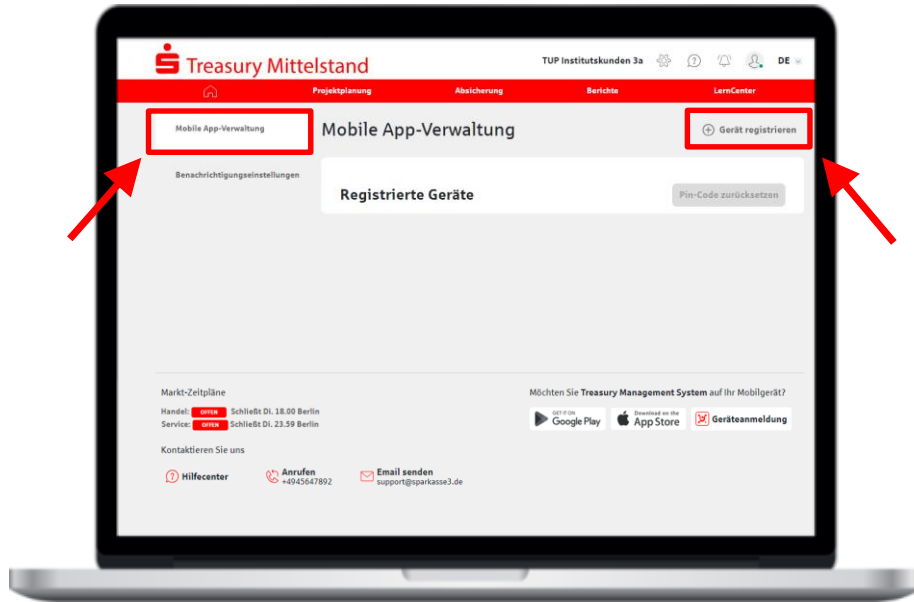 Treasury Mittelstand
TUP Institutskunden 3a
DE
Projektplanung
Absicherung
Berichte
LernCenter
Mobile App-Verwaltung
Mobile App-Verwaltung
Gerät registrieren
Benachrichtigungseinstellungen
Registrierte Geräte
Pin-Code zurücksetzen
Markt-Zeitpläne
Möchten Sie Treasury Management System auf Ihr Mobilgerät?
Handel: OFFEN Schließt Di. 18.00 Berlin
Service: OFFEN Schließt Di. 23.59 Berlin
GET IT ON
Google Play
Download on the
App Store
Geräteanmeldung
Kontaktieren Sie uns
Hilfecenter
Anrufen
+4945647892
Email senden
support@sparkasse3.de